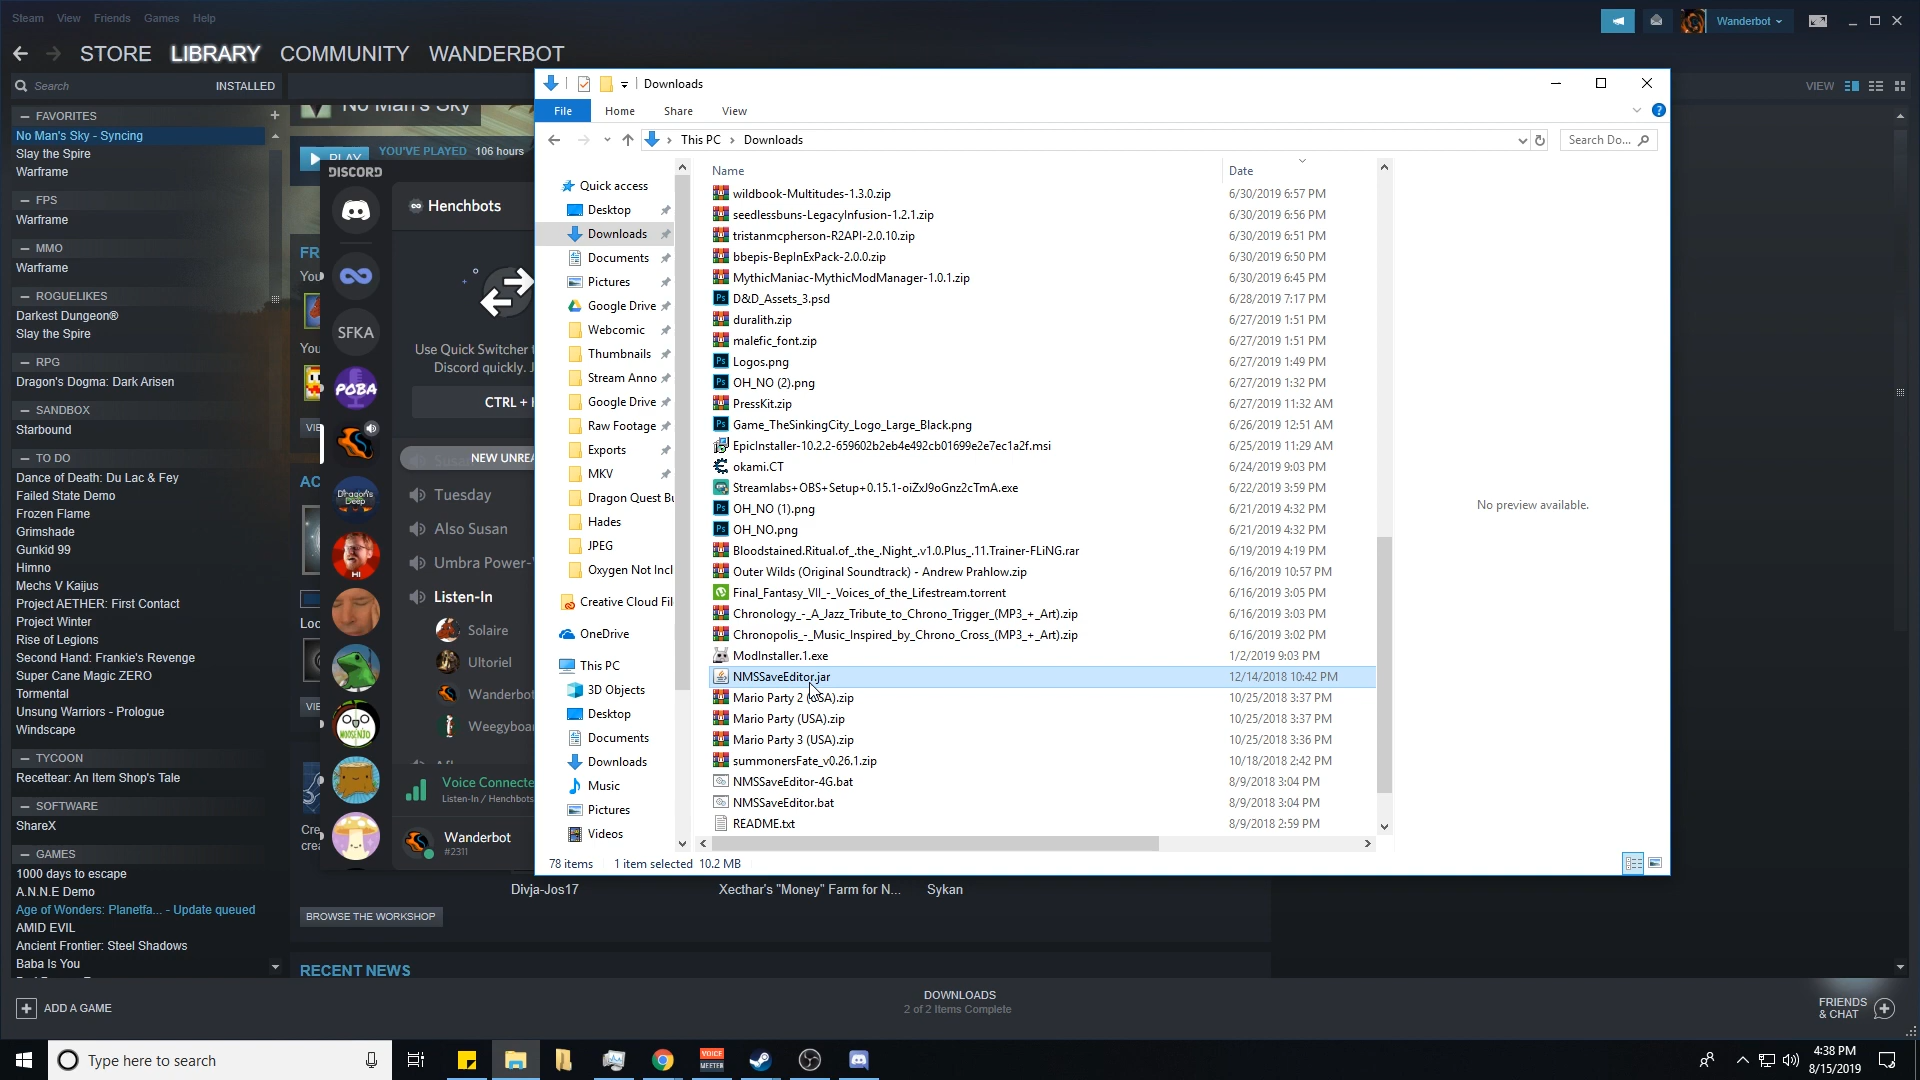 Steam View Friends Games Help
Wanderbot
STORE LIBRARY COMMUNITY WANDERBOT
Search
INSTALLED
VIEW
FAVORITES
No Man's Sky - Syncing
Slay the Spire
Warframe
FPS
Warframe
MMO
Warframe
ROGUELIKES
Darkest Dungeon®
Slay the Spire
RPG
Dragon's Dogma: Dark Arisen
SANDBOX
Starbound
TO DO
Dance of Death: Du Lac & Fey
Failed State Demo
Frozen Flame
Grimshade
Gunkid 99
Himno
Mechs V Kaijus
Project AETHER: First Contact
Project Winter
Rise of Legions
Second Hand: Frankie's Revenge
Super Cane Magic ZERO
Tormental
Unsung Warriors - Prologue
Windscape
TYCOON
Recettear: An Item Shop's Tale
SOFTWARE
ShareX
GAMES
1000 days to escape
A.N.N.E Demo
Age of Wonders: Planetfa... - Update queued
AMID EVIL
Ancient Frontier: Steel Shadows
Baba Is You
No Man's Sky
PLAY
YOU'VE PLAYED 106 hours
DISCORD
Henchbots
SFKA
POBA
Dragon's Deep
HI
MOOSENJO
Use Quick Switcher
Discord quickly.
CTRL +
NEW UNREA
Tuesday
Also Susan
Umbra Power-
Listen-In
Solaire
Ultoriel
Wanderbot
Weegyboar
Voice Connecte
Listen-In / Henchbots
Wanderbot
#2311
Downloads
File Home Share View
This PC Downloads
Search Do...
Quick access
Desktop
Downloads
Documents
Pictures
Google Drive
Webcomic
Thumbnails
Stream Anno
Google Drive
Raw Footage
Exports
MKV
Dragon Quest Bu
Hades
JPEG
Oxygen Not Incl
Creative Cloud Fil
OneDrive
This PC
3D Objects
Desktop
Documents
Downloads
Music
Pictures
Videos
Name Date
wildbook-Multitudes-1.3.0.zip 6/30/2019 6:57 PM
seedlessbuns-LegacyInfusion-1.2.1.zip 6/30/2019 6:56 PM
tristanmcpherson-R2API-2.0.10.zip 6/30/2019 6:51 PM
bbepis-BepInExPack-2.0.0.zip 6/30/2019 6:50 PM
MythicManiac-MythicModManager-1.0.1.zip 6/30/2019 6:45 PM
D&D_Assets_3.psd 6/28/2019 7:17 PM
duralith.zip 6/27/2019 1:51 PM
malefic_font.zip 6/27/2019 1:51 PM
Logos.png 6/27/2019 1:49 PM
OH_NO (2).png 6/27/2019 1:32 PM
PressKit.zip 6/27/2019 11:32 AM
Game_TheSinkingCity_Logo_Large_Black.png 6/26/2019 12:51 AM
EpicInstaller-10.2.2-659602b2eb4e492cb01699e2e7ec1a2f.msi 6/25/2019 11:29 AM
okami.CT 6/24/2019 9:03 PM
Streamlabs+OBS+Setup+0.15.1-oiZxJ9oGnz2cTmA.exe 6/22/2019 3:59 PM
OH_NO (1).png 6/21/2019 4:32 PM
OH_NO.png 6/21/2019 4:32 PM
Bloodstained.Ritual.of_.the_.Night_.v1.0.Plus_.11.Trainer-FLiNG.rar 6/19/2019 4:19 PM
Outer Wilds (Original Soundtrack) - Andrew Prahlow.zip 6/16/2019 10:57 PM
Final_Fantasy_VII_-_Voices_of_the_Lifestream.torrent 6/16/2019 3:05 PM
Chronology_-_A_Jazz_Tribute_to_Chrono_Trigger_(MP3_+_Art).zip 6/16/2019 3:03 PM
Chronopolis_-_Music_Inspired_by_Chrono_Cross_(MP3_+_Art).zip 6/16/2019 3:02 PM
ModInstaller.1.exe 1/2/2019 9:03 PM
NMSSaveEditor.jar 12/14/2018 10:42 PM
Mario Party 2 (USA).zip 10/25/2018 3:37 PM
Mario Party (USA).zip 10/25/2018 3:37 PM
Mario Party 3 (USA).zip 10/25/2018 3:36 PM
summonersFate_v0.26.1.zip 10/18/2018 2:42 PM
NMSSaveEditor-4G.bat 8/9/2018 3:04 PM
NMSSaveEditor.bat 8/9/2018 3:04 PM
README.txt 8/9/2018 2:59 PM
No preview available.
78 items 1 item selected 10.2 MB
Divja-Jos17
Xecthar's "Money" Farm for N...
Sykan
BROWSE THE WORKSHOP
RECENT NEWS
ADD A GAME
DOWNLOADS
2 of 2 Items Complete
FRIENDS
& CHAT
Type here to search
VOICE
MEETER
4:38 PM
8/15/2019